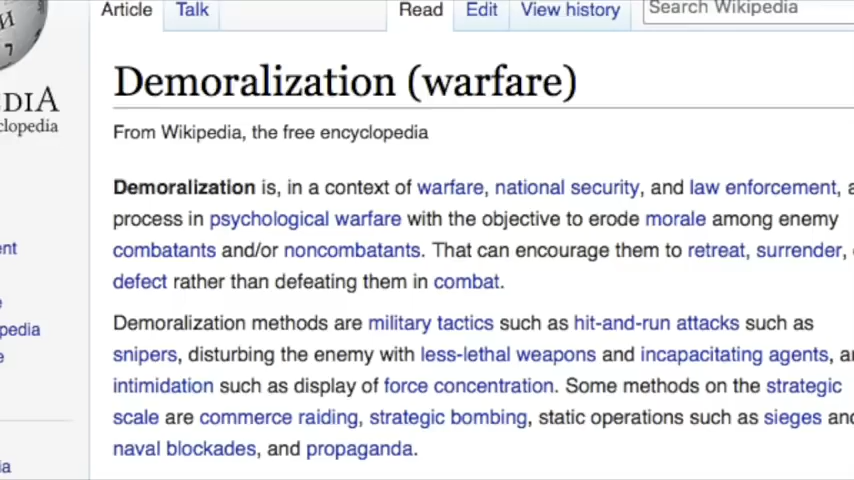 Article Talk Read Edit View history Search Wikipedia
Demoralization (warfare)
From Wikipedia, the free encyclopedia
Demoralization is, in a context of warfare, national security, and law enforcement,
process in psychological warfare with the objective to erode morale among enemy
combatants and/or noncombatants. That can encourage them to retreat, surrender,
defect rather than defeating them in combat.
Demoralization methods are military tactics such as hit-and-run attacks such as
snipers, disturbing the enemy with less-lethal weapons and incapacitating agents,
intimidation such as display of force concentration. Some methods on the strategic
scale are commerce raiding, strategic bombing, static operations such as sieges and
naval blockades, and propaganda.